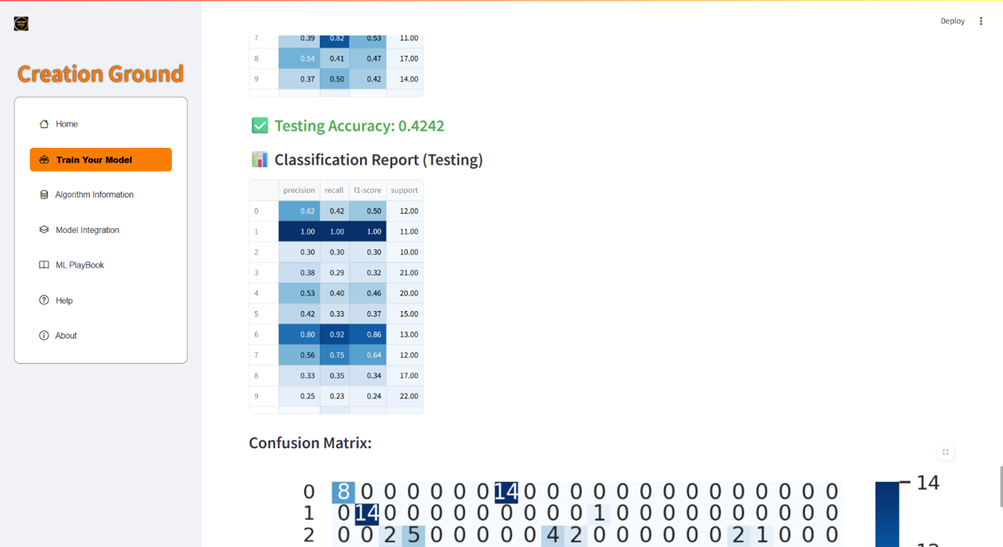 Deploy
Creation Ground
Home
Train Your Model
Algorithm Information
Model Integration
ML PlayBook
Help
About
7 0.39 0.82 0.53 11.00
8 0.54 0.41 0.47 17.00
9 0.37 0.50 0.42 14.00
Testing Accuracy: 0.4242
Classification Report (Testing)
precision recall f1-score support
0 0.62 0.42 0.50 12.00
1 1.00 1.00 1.00 11.00
2 0.30 0.30 0.30 10.00
3 0.38 0.29 0.32 21.00
4 0.53 0.40 0.46 20.00
5 0.42 0.33 0.37 15.00
6 0.80 0.92 0.86 13.00
7 0.56 0.75 0.64 12.00
8 0.33 0.35 0.34 17.00
9 0.25 0.23 0.24 22.00
Confusion Matrix:
0 8 0 0 0 0 0 0 14 0 0 0 0 0 0 0 0 0 0 0 0 0 0
1 0 14 0 0 0 0 0 0 0 0 0 1 0 0 0 0 0 0 0 0 0 0
2 0 0 2 5 0 0 0 0 0 4 2 0 0 0 0 0 0 2 1 0 0 0
14